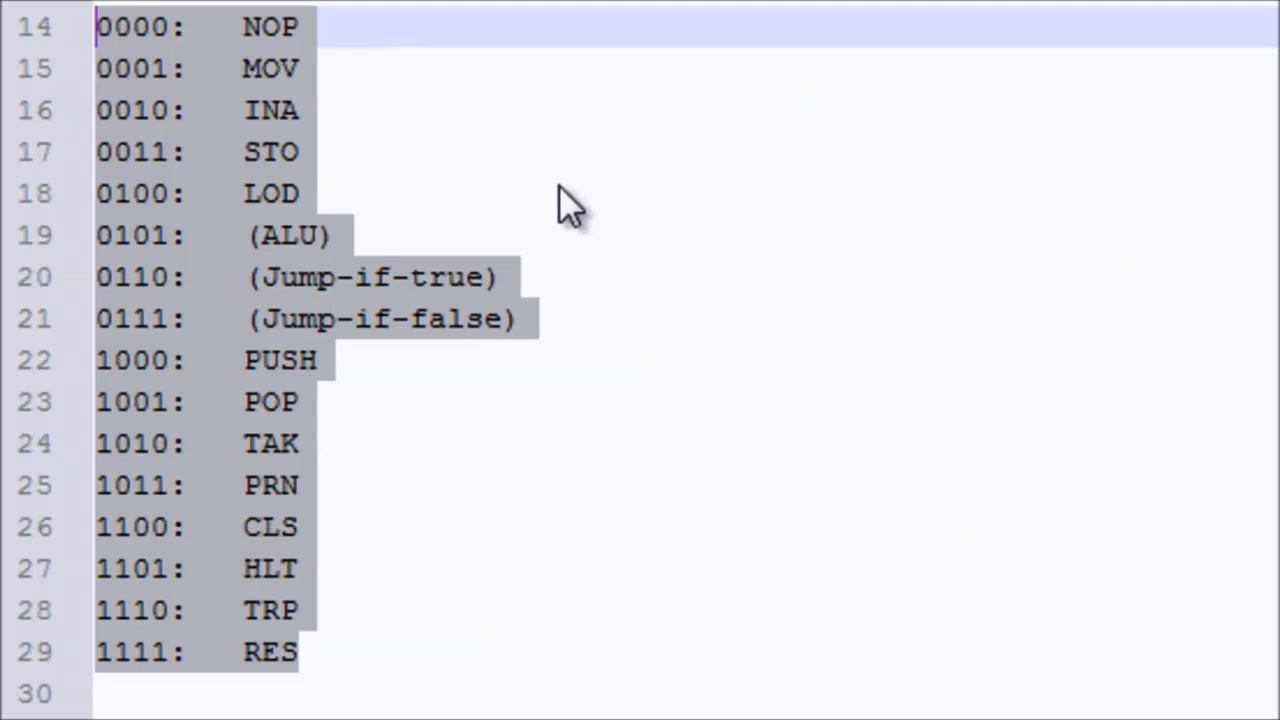 14 0000: NOP
15 0001: MOV
16 0010: INA
17 0011: STO
18 0100: LOD
19 0101: (ALU)
20 0110: (Jump-if-true)
21 0111: (Jump-if-false)
22 1000: PUSH
23 1001: POP
24 1010: TAK
25 1011: PRN
26 1100: CLS
27 1101: HLT
28 1110: TRP
29 1111: RES
30